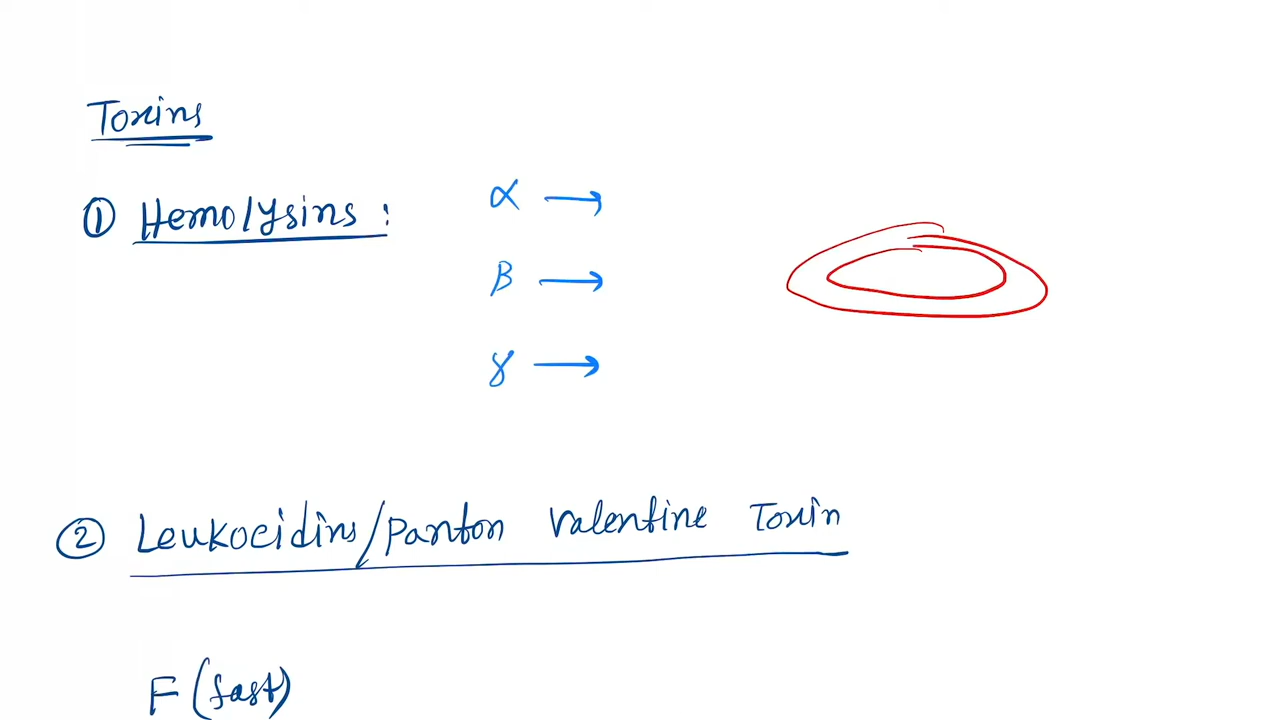 Toxins
① Hemolysins :
α →
β →
γ →
② Leukocidins/Panton Valentine Toxin
F (fast)